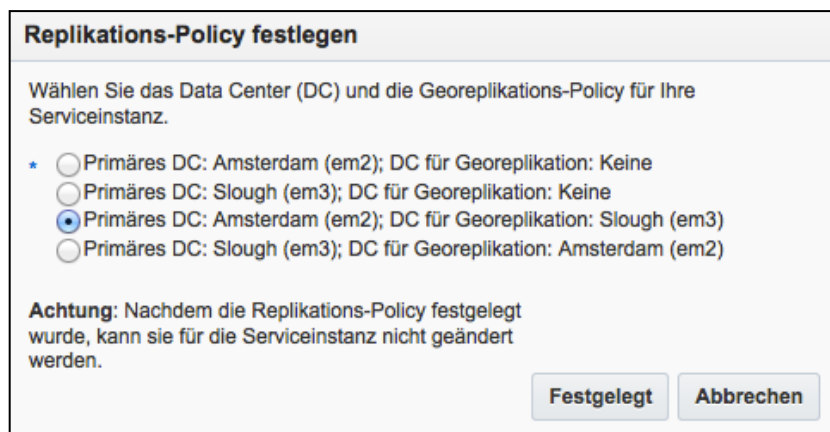 Replikations-Policy festlegen
Wählen Sie das Data Center (DC) und die Georeplikations-Policy für Ihre
Serviceinstanz.
* Primäres DC: Amsterdam (em2); DC für Georeplikation: Keine
Primäres DC: Slough (em3); DC für Georeplikation: Keine
Primäres DC: Amsterdam (em2); DC für Georeplikation: Slough (em3)
Primäres DC: Slough (em3); DC für Georeplikation: Amsterdam (em2)
Achtung: Nachdem die Replikations-Policy festgelegt
wurde, kann sie für die Serviceinstanz nicht geändert
werden.
Festgelegt Abbrechen